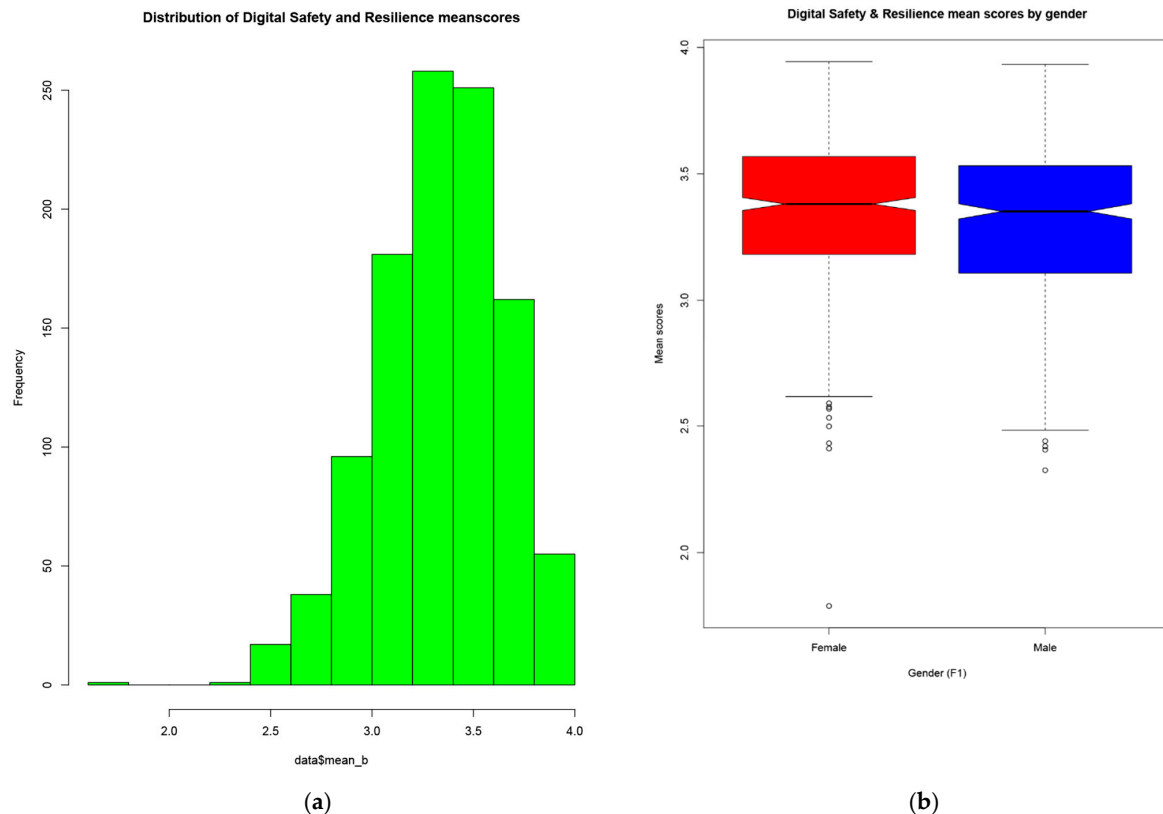 Distribution of Digital Safety and Resilience meanscores
Frequency
250
200
150
100
50
0
2.0 2.5 3.0 3.5 4.0
data$mean_b
(a)
Digital Safety & Resilience mean scores by gender
Mean scores
4.0
3.5
3.0
2.5
2.0
Female Male
Gender (F1)
(b)